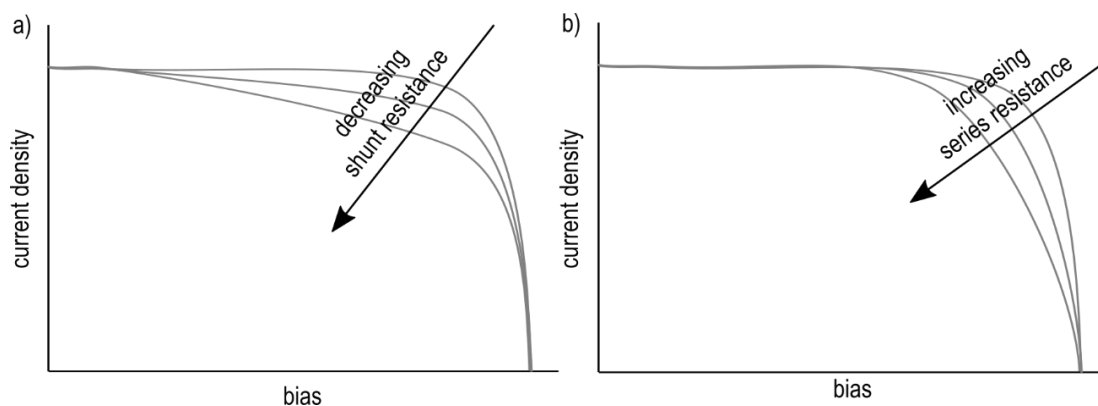 a)
decreasing
shunt resistance
current density
bias
b)
increasing
series resistance
current density
bias